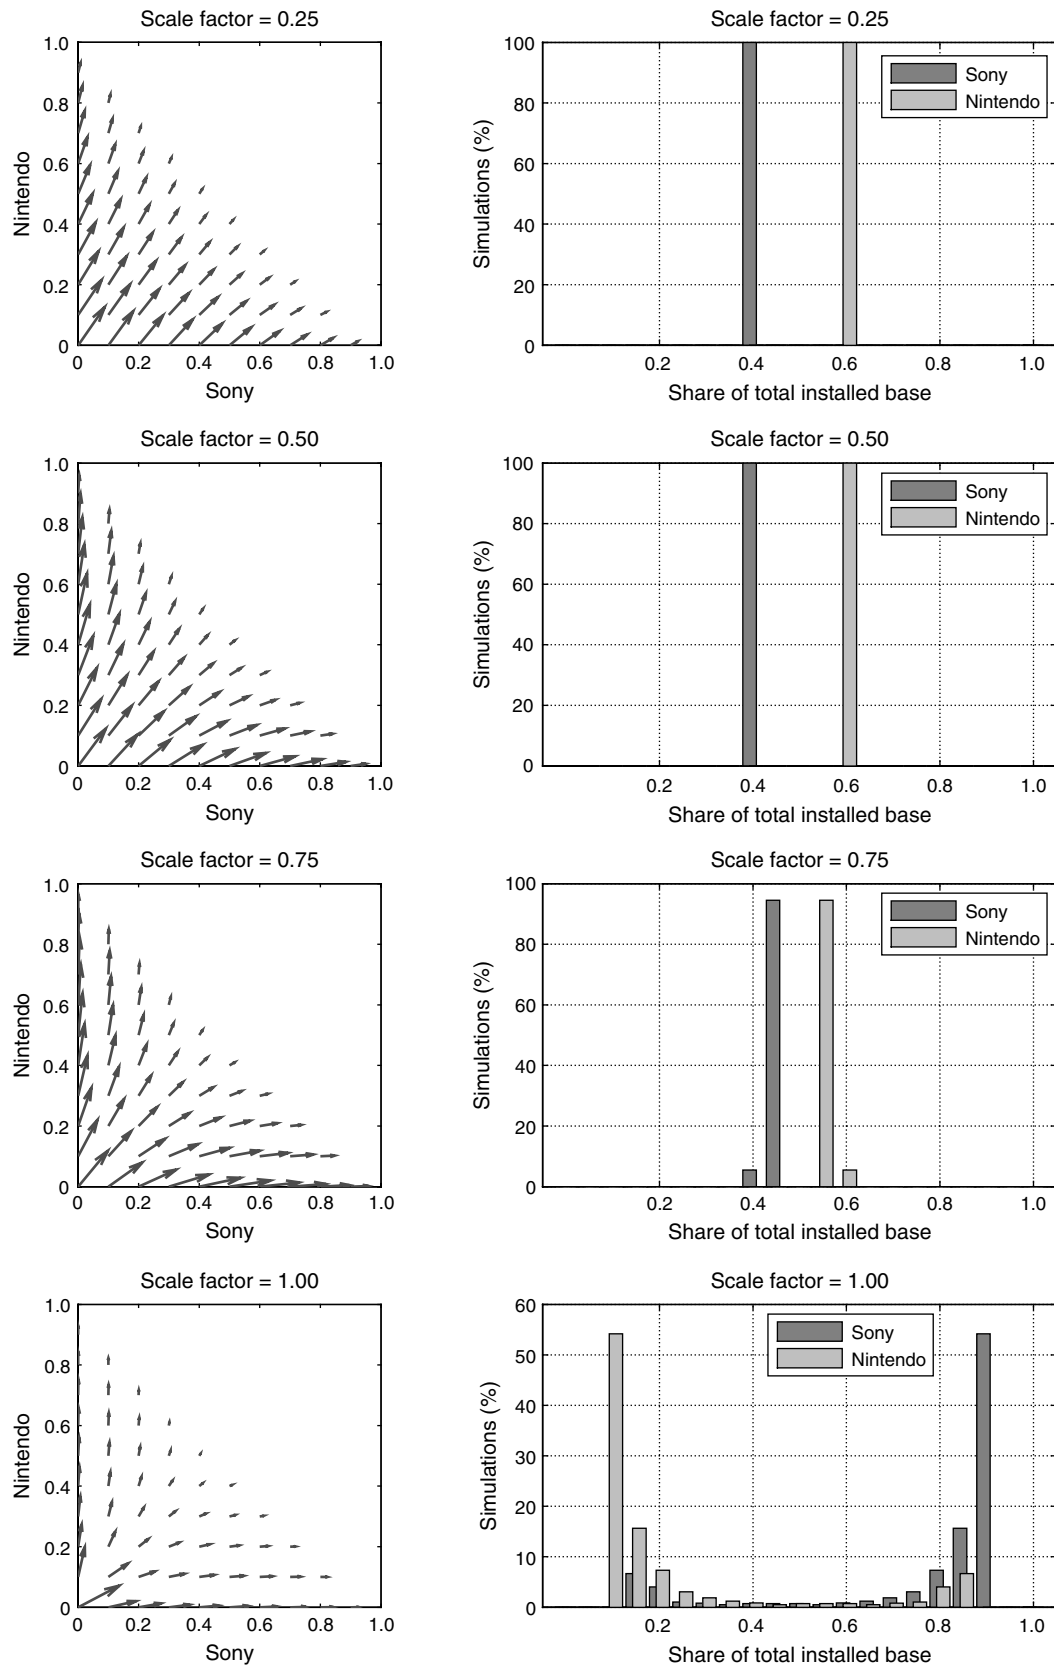 Scale factor = 0.25
1.0
0.8
0.6
0.4
0.2
0
Nintendo
0.2 0.4 0.6 0.8 1.0
Sony
Scale factor = 0.25
100
80
60
40
20
0
Simulations (%)
Sony
Nintendo
0.2 0.4 0.6 0.8 1.0
Share of total installed base
Scale factor = 0.50
1.0
0.8
0.6
0.4
0.2
0
Nintendo
0 0.2 0.4 0.6 0.8 1.0
Sony
Scale factor = 0.50
100
80
60
40
20
0
Simulations (%)
Sony
Nintendo
0.2 0.4 0.6 0.8 1.0
Share of total installed base
Scale factor = 0.75
1.0
0.8
0.6
0.4
0.2
0
Nintendo
0 0.2 0.4 0.6 0.8 1.0
Sony
Scale factor = 0.75
100
80
60
40
20
0
Simulations (%)
Sony
Nintendo
0.2 0.4 0.6 0.8 1.0
Share of total installed base
Scale factor = 1.00
1.0
0.8
0.6
0.4
0.2
0
Nintendo
0 0.2 0.4 0.6 0.8 1.0
Sony
Scale factor = 1.00
60
50
40
30
20
10
0
Simulations (%)
Sony
Nintendo
0.2 0.4 0.6 0.8 1.0
Share of total installed base